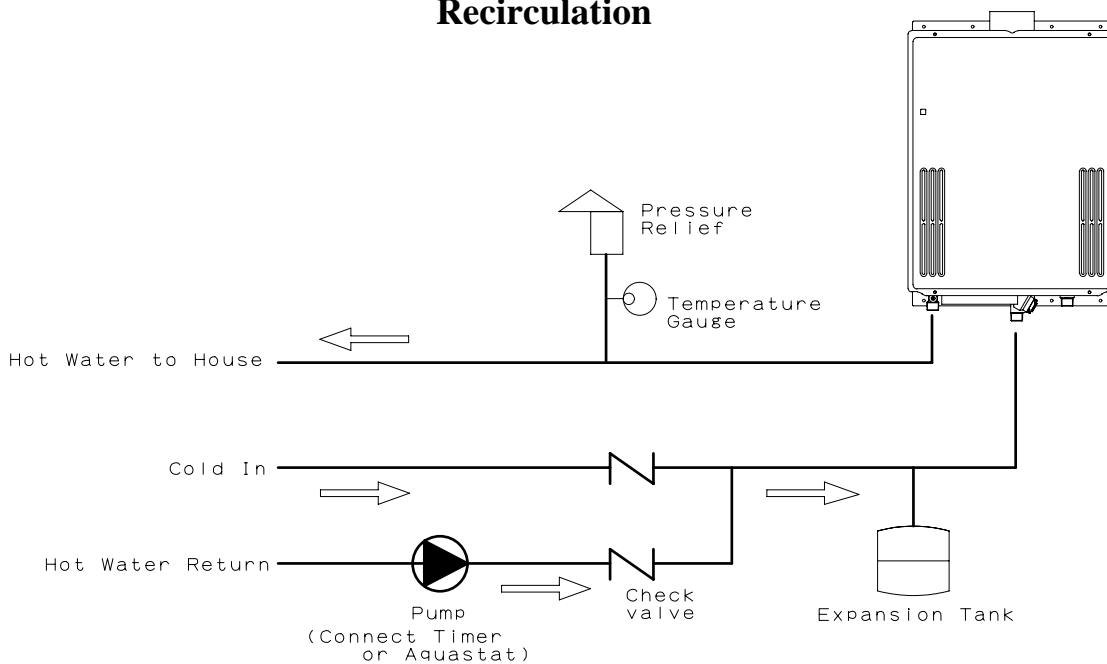 Recirculation
Pressure
Relief
Temperature
Gauge
Hot Water to House
Cold In
Hot Water Return
Check
valve
Pump
(Connect Timer
or Aquastat)
Expansion Tank